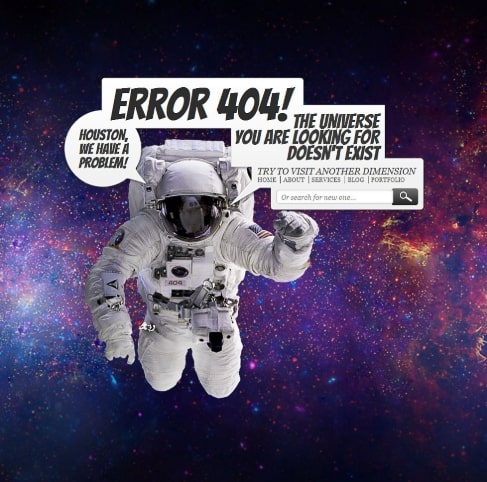 ERROR 404!
HOUSTON,
WE HAVE A
PROBLEM!
THE UNIVERSE
YOU ARE LOOKING FOR
DOESN'T EXIST
TRY TO VISIT ANOTHER DIMENSION
HOME | ABOUT | SERVICES | BLOG | PORTFOLIO
Or search for new one...
404